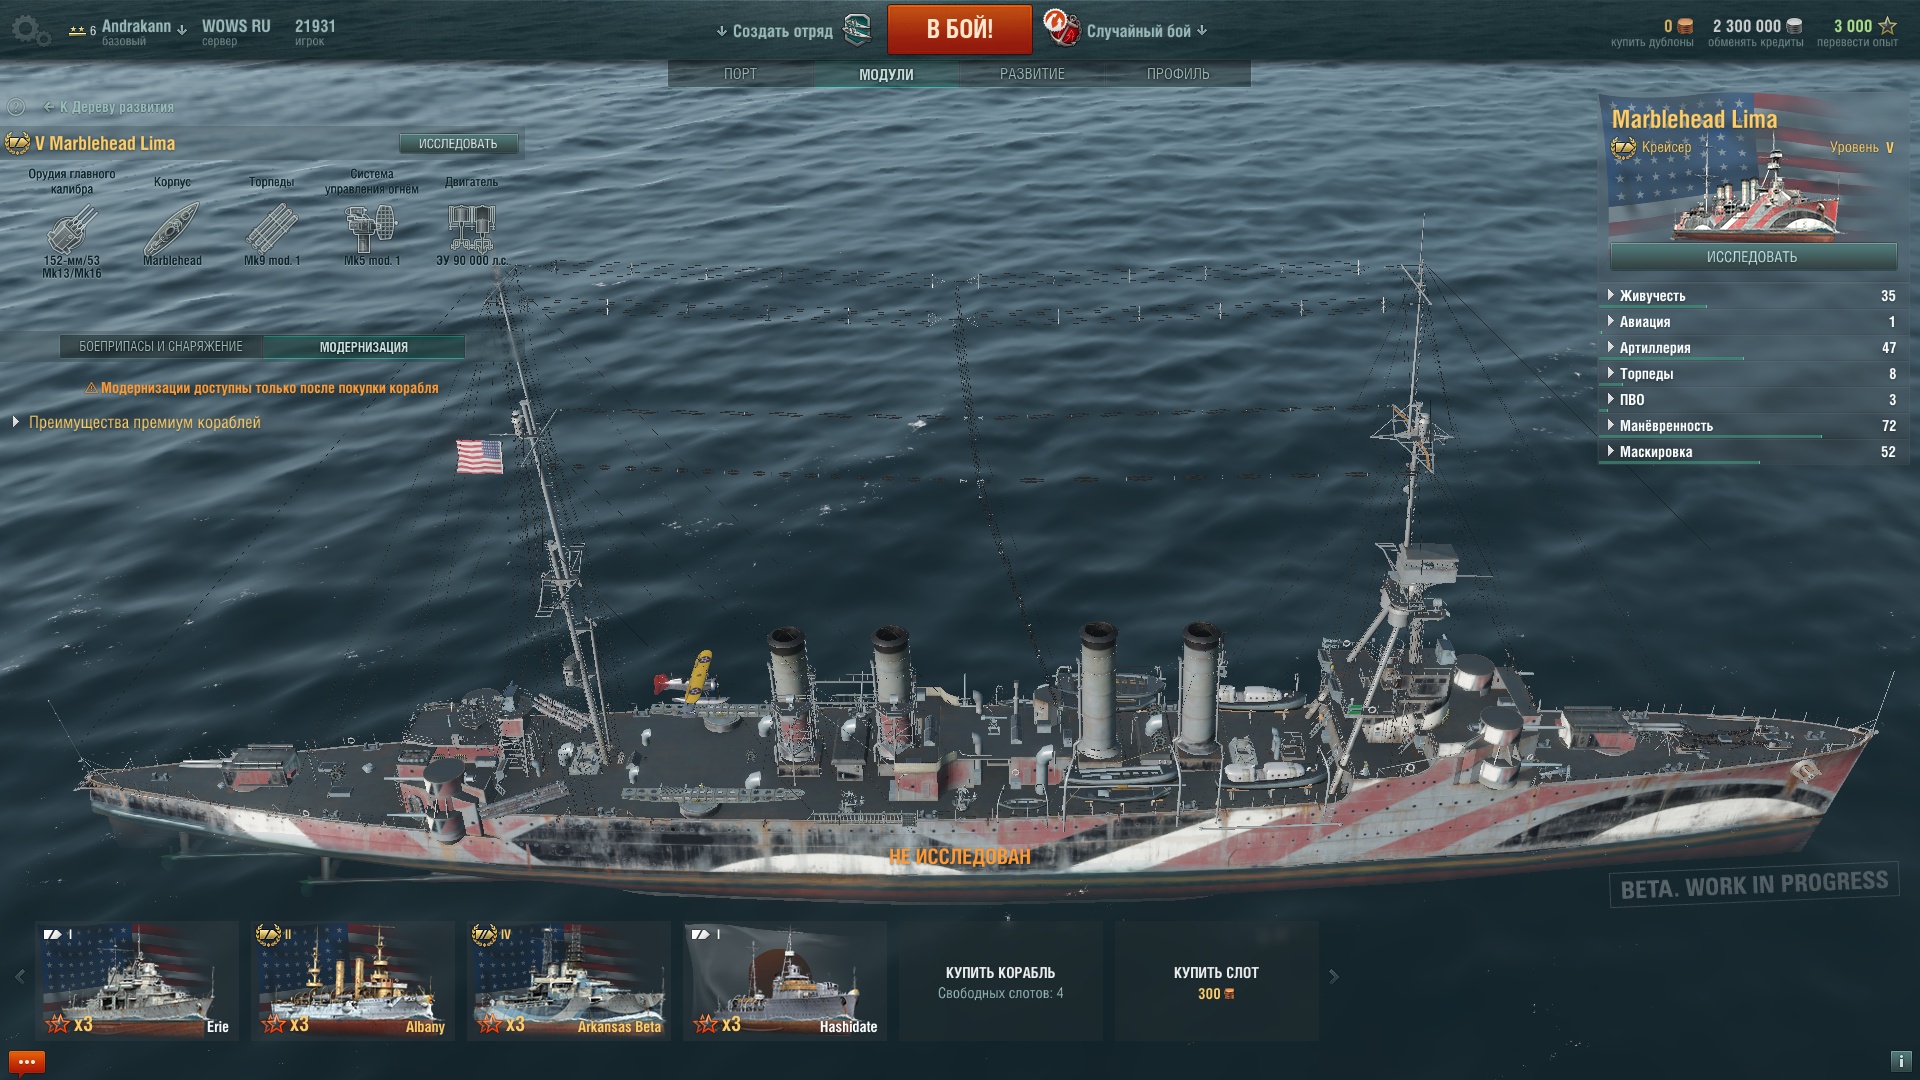 6 Andrakann
базовый
WOWS RU
сервер
21931
игрок
Создать отряд
В БОЙ!
Случайный бой
0
купить дублоны
2 300 000
обменять кредиты
3 000
перевести опыт
ПОРТ
МОДУЛИ
РАЗВИТИЕ
ПРОФИЛЬ
К Дереву развития
V Marblehead Lima
ИССЛЕДОВАТЬ
Орудия главного
калибра
Корпус
Торпеды
Система
управления огнём
Двигатель
152-мм/53
Mk13/Mk16
Marblehead
Mk9 mod. 1
Mk5 mod. 1
ЭУ 90 000 л.с.
БОЕПРИПАСЫ И СНАРЯЖЕНИЕ
МОДЕРНИЗАЦИЯ
Модернизации доступны только после покупки корабля
Преимущества премиум кораблей
Marblehead Lima
Крейсер
Уровень V
ИССЛЕДОВАТЬ
Живучесть 35
Авиация 1
Артиллерия 47
Торпеды 8
ПВО 3
Манёвренность 72
Маскировка 52
НЕ ИССЛЕДОВАН
BETA. WORK IN PROGRESS
I
x3
Erie
II
x3
Albany
IV
x3
Arkansas Beta
I
x3
Hashidate
КУПИТЬ КОРАБЛЬ
Свободных слотов: 4
КУПИТЬ СЛОТ
300